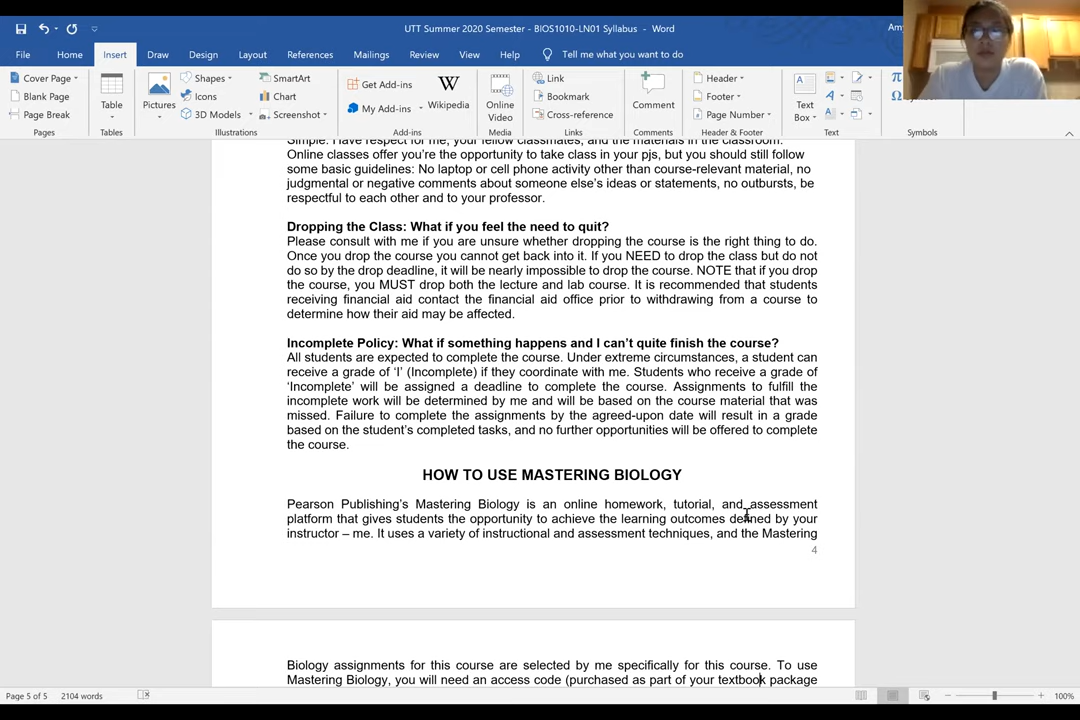 UTT Summer 2020 Semester - BIOS1010-LN01 Syllabus - Word
File Home Insert Draw Design Layout References Mailings Review View Help Tell me what you want to do
Cover Page
Blank Page
Page Break
Pages
Table
Tables
Pictures
Shapes
Icons
3D Models
SmartArt
Chart
Screenshot
Illustrations
Get Add-ins
My Add-ins
W
Wikipedia
Add-ins
Online
Video
Media
Link
Bookmark
Cross-reference
Links
Comment
Comments
Header
Footer
Page Number
Header & Footer
Text
Box
Text
Symbols
Simple. Have respect for me, your fellow classmates, and the materials in the classroom.
Online classes offer you're the opportunity to take class in your pjs, but you should still follow
some basic guidelines: No laptop or cell phone activity other than course-relevant material, no
judgmental or negative comments about someone else's ideas or statements, no outbursts, be
respectful to each other and to your professor.
Dropping the Class: What if you feel the need to quit?
Please consult with me if you are unsure whether dropping the course is the right thing to do.
Once you drop the course you cannot get back into it. If you NEED to drop the class but do not
do so by the drop deadline, it will be nearly impossible to drop the course. NOTE that if you drop
the course, you MUST drop both the lecture and lab course. It is recommended that students
receiving financial aid contact the financial aid office prior to withdrawing from a course to
determine how their aid may be affected.
Incomplete Policy: What if something happens and I can't quite finish the course?
All students are expected to complete the course. Under extreme circumstances, a student can
receive a grade of 'I' (Incomplete) if they coordinate with me. Students who receive a grade of
'Incomplete' will be assigned a deadline to complete the course. Assignments to fulfill the
incomplete work will be determined by me and will be based on the course material that was
missed. Failure to complete the assignments by the agreed-upon date will result in a grade
based on the student's completed tasks, and no further opportunities will be offered to complete
the course.
HOW TO USE MASTERING BIOLOGY
Pearson Publishing's Mastering Biology is an online homework, tutorial, and assessment
platform that gives students the opportunity to achieve the learning outcomes defined by your
instructor – me. It uses a variety of instructional and assessment techniques, and the Mastering
4
Biology assignments for this course are selected by me specifically for this course. To use
Mastering Biology, you will need an access code (purchased as part of your textbook package
Page 5 of 5 2104 words
100%